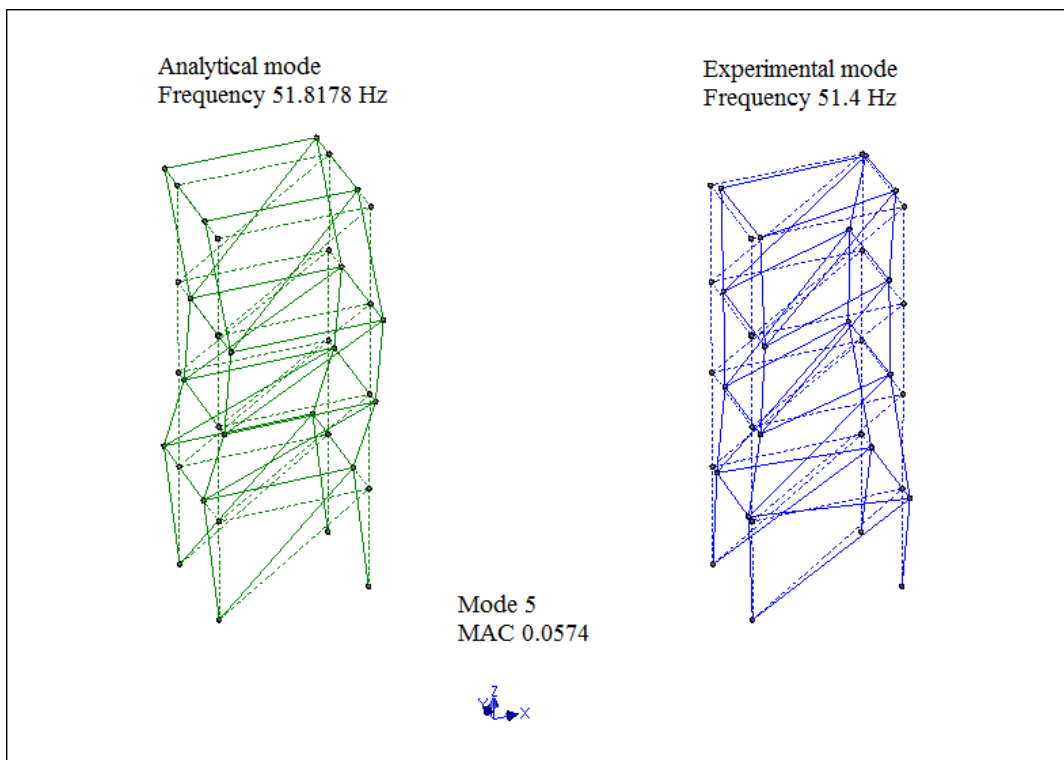 Analytical mode
Frequency 51.8178 Hz
Experimental mode
Frequency 51.4 Hz
Mode 5
MAC 0.0574
Z
Y
X